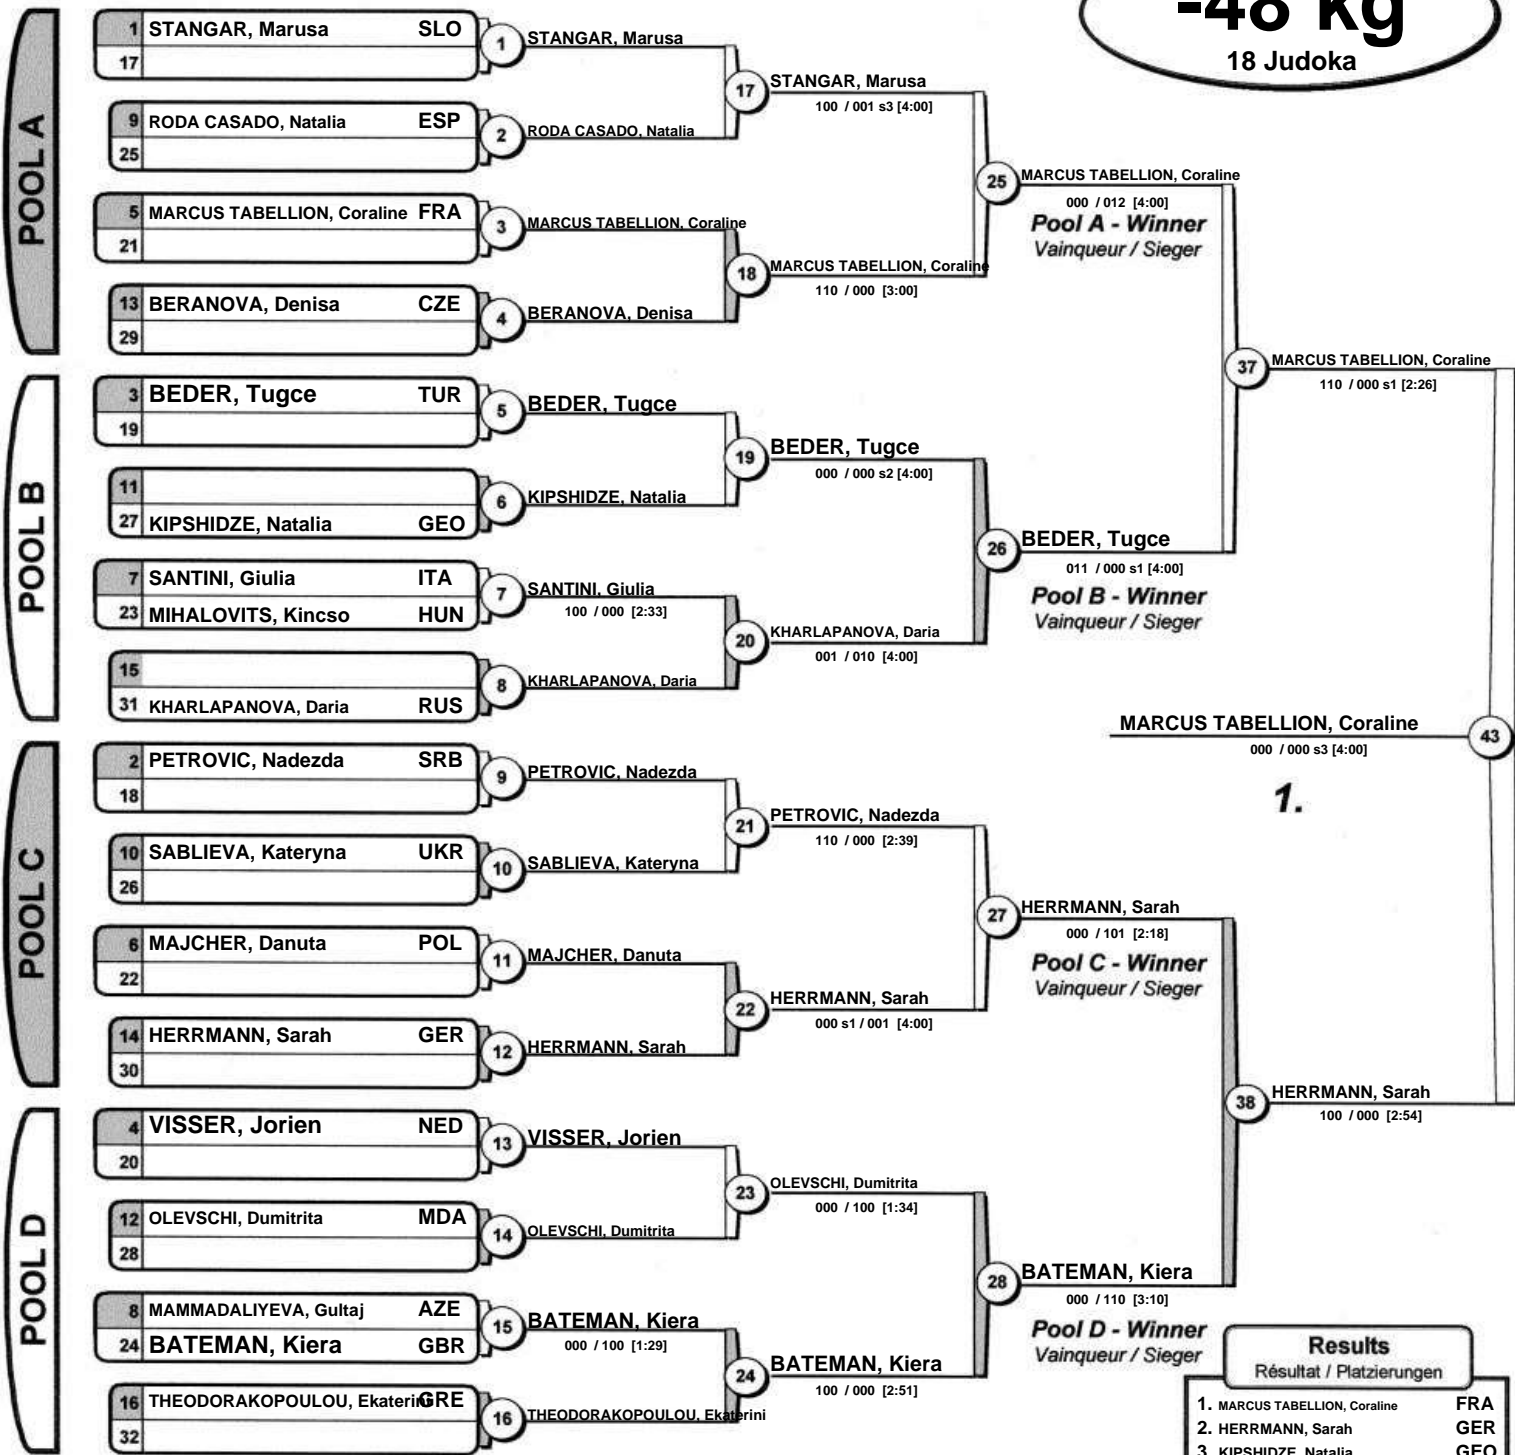 -48 kg
18 Judoka
POOL A
1 STANGAR, Marusa SLO
17
9 RODA CASADO, Natalia ESP
25
5 MARCUS TABELLION, Coraline FRA
21
13 BERANOVA, Denisa CZE
29
POOL B
3 BEDER, Tugce TUR
19
11
27 KIPSHIDZE, Natalia GEO
7 SANTINI, Giulia ITA
23 MIHALOVITS, Kincso HUN
15
31 KHARLAPANOVA, Daria RUS
POOL C
2 PETROVIC, Nadezda SRB
18
10 SABLIEVA, Kateryna UKR
26
6 MAJCHER, Danuta POL
22
14 HERRMANN, Sarah GER
30
POOL D
4 VISSER, Jorien NED
20
12 OLEVSCHI, Dumitrita MDA
28
8 MAMMADALIYEVA, Gultaj AZE
24 BATEMAN, Kiera GBR
16 THEODORAKOPOULOU, Ekaterini GRE
32
1 STANGAR, Marusa
2 RODA CASADO, Natalia
3 MARCUS TABELLION, Coraline
4 BERANOVA, Denisa
5 BEDER, Tugce
6 KIPSHIDZE, Natalia
7 SANTINI, Giulia
100 / 000 [2:33]
8 KHARLAPANOVA, Daria
9 PETROVIC, Nadezda
10 SABLIEVA, Kateryna
11 MAJCHER, Danuta
12 HERRMANN, Sarah
13 VISSER, Jorien
14 OLEVSCHI, Dumitrita
15 BATEMAN, Kiera
000 / 100 [1:29]
16 THEODORAKOPOULOU, Ekaterini
17 STANGAR, Marusa
100 / 001 s3 [4:00]
18 MARCUS TABELLION, Coraline
110 / 000 [3:00]
19 BEDER, Tugce
000 / 000 s2 [4:00]
20 KHARLAPANOVA, Daria
001 / 010 [4:00]
21 PETROVIC, Nadezda
110 / 000 [2:39]
22 HERRMANN, Sarah
000 s1 / 001 [4:00]
23 OLEVSCHI, Dumitrita
000 / 100 [1:34]
24 BATEMAN, Kiera
100 / 000 [2:51]
25 MARCUS TABELLION, Coraline
000 / 012 [4:00]
Pool A - Winner
Vainqueur / Sieger
26 BEDER, Tugce
011 / 000 s1 [4:00]
Pool B - Winner
Vainqueur / Sieger
27 HERRMANN, Sarah
000 / 101 [2:18]
Pool C - Winner
Vainqueur / Sieger
28 BATEMAN, Kiera
000 / 110 [3:10]
Pool D - Winner
Vainqueur / Sieger
37 MARCUS TABELLION, Coraline
110 / 000 s1 [2:26]
38 HERRMANN, Sarah
100 / 000 [2:54]
MARCUS TABELLION, Coraline 43
000 / 000 s3 [4:00]
1.
Results
Résultat / Platzierungen
1. MARCUS TABELLION, Coraline FRA
2. HERRMANN, Sarah GER
3. KIPSHIDZE, Natalia GEO